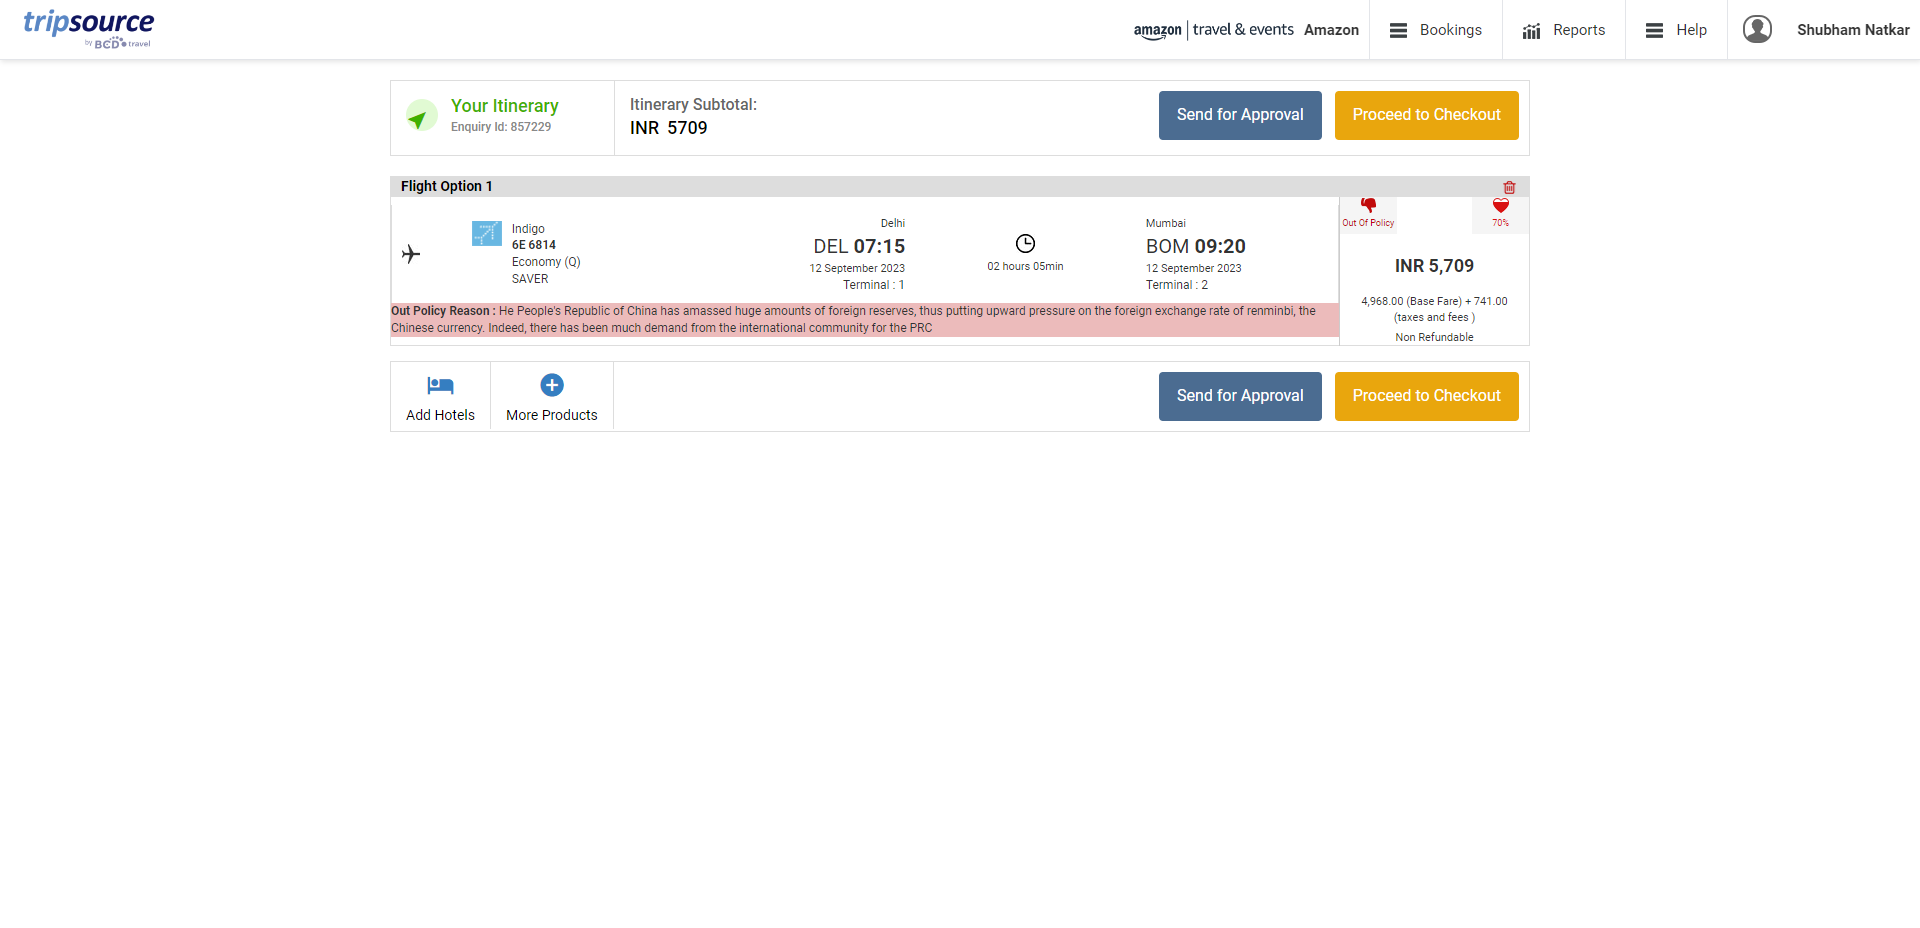 tripsource
by BCD travel
amazon | travel & events Amazon
Bookings
Reports
Help
Shubham Natkar
Your Itinerary
Enquiry Id: 857229
Itinerary Subtotal:
INR 5709
Send for Approval
Proceed to Checkout
Flight Option 1
Indigo
6E 6814
Economy (Q)
SAVER
Delhi
DEL 07:15
12 September 2023
Terminal : 1
02 hours 05min
Mumbai
BOM 09:20
12 September 2023
Terminal : 2
Out Of Policy
70%
INR 5,709
4,968.00 (Base Fare) + 741.00
(taxes and fees )
Non Refundable
Out Policy Reason : He People's Republic of China has amassed huge amounts of foreign reserves, thus putting upward pressure on the foreign exchange rate of renminbi, the
Chinese currency. Indeed, there has been much demand from the international community for the PRC
Add Hotels
More Products
Send for Approval
Proceed to Checkout